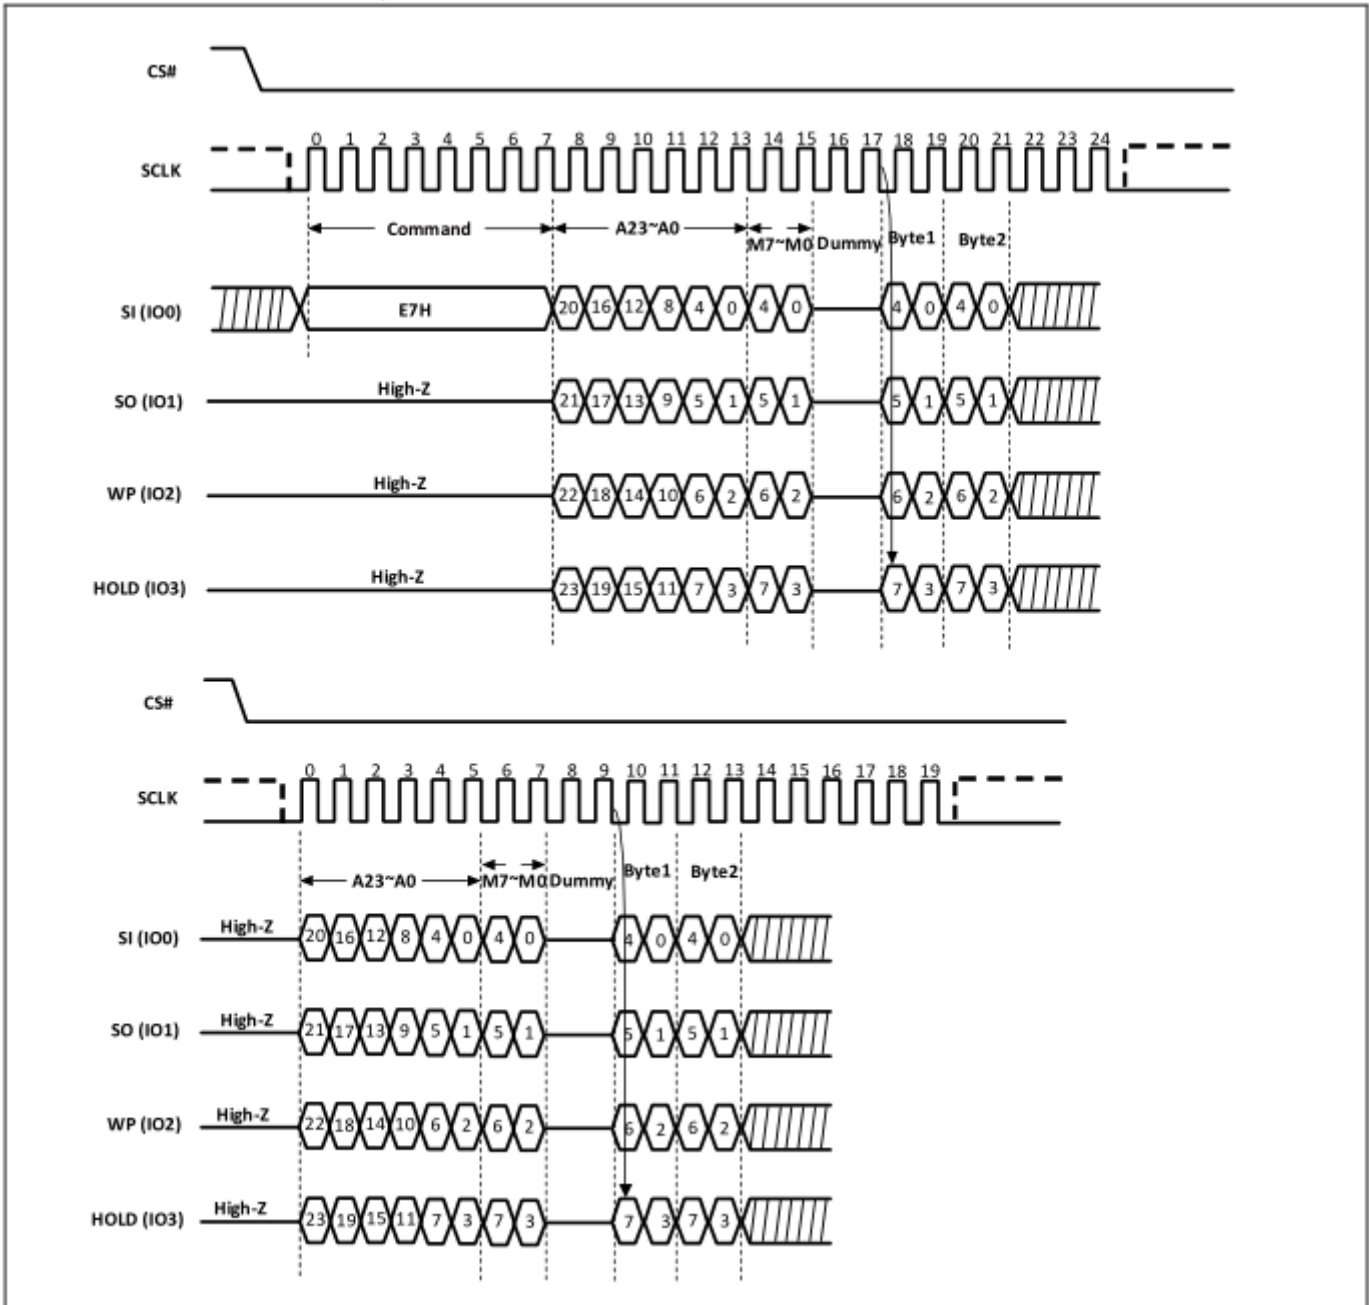 CS#
0 1 2 3 4 5 6 7 8 9 10 11 12 13 14 15 16 17 18 19 20 21 22 23 24
SCLK
Command A23~A0 M7~M0 Dummy Byte1 Byte2
SI (IO0) E7H 20 16 12 8 4 0 4 0 4 0 4 0
SO (IO1) High-Z 21 17 13 9 5 1 5 1 5 1 5 1
WP (IO2) High-Z 22 18 14 10 6 2 6 2 6 2 6 2
HOLD (IO3) High-Z 23 19 15 11 7 3 7 3 7 3 7 3
CS#
0 1 2 3 4 5 6 7 8 9 10 11 12 13 14 15 16 17 18 19
SCLK
A23~A0 M7~M0 Dummy Byte1 Byte2
SI (IO0) High-Z 20 16 12 8 4 0 4 0 4 0 4 0
SO (IO1) High-Z 21 17 13 9 5 1 5 1 5 1 5 1
WP (IO2) High-Z 22 18 14 10 6 2 6 2 6 2 6 2
HOLD (IO3) High-Z 23 19 15 11 7 3 7 3 7 3 7 3